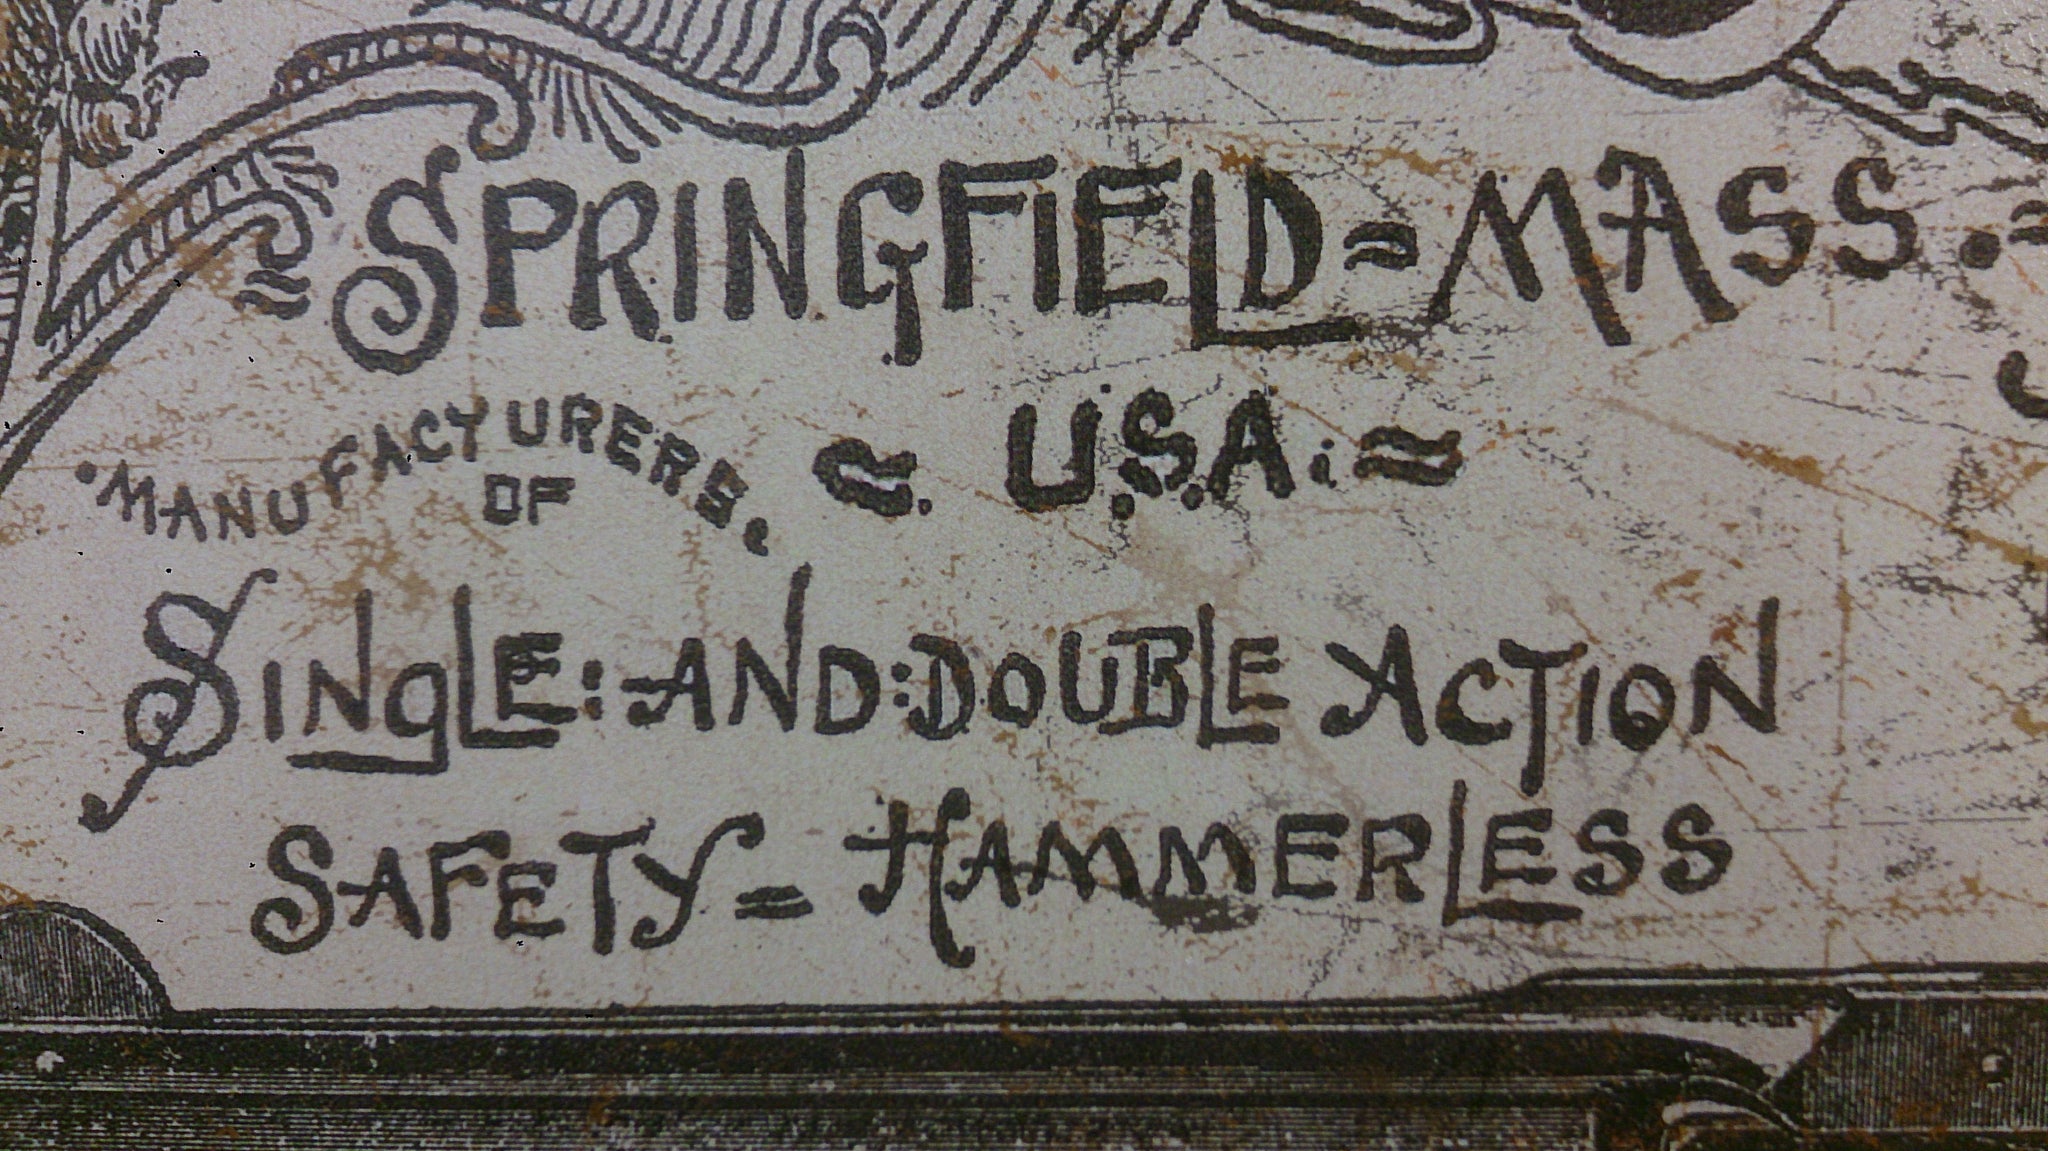 =SPRINGFIELD=MASS.=
MANUFACTURERS, U.S.A.
OF
SINGLE:AND:DOUBLE ACTION
SAFETY=HAMMERLESS